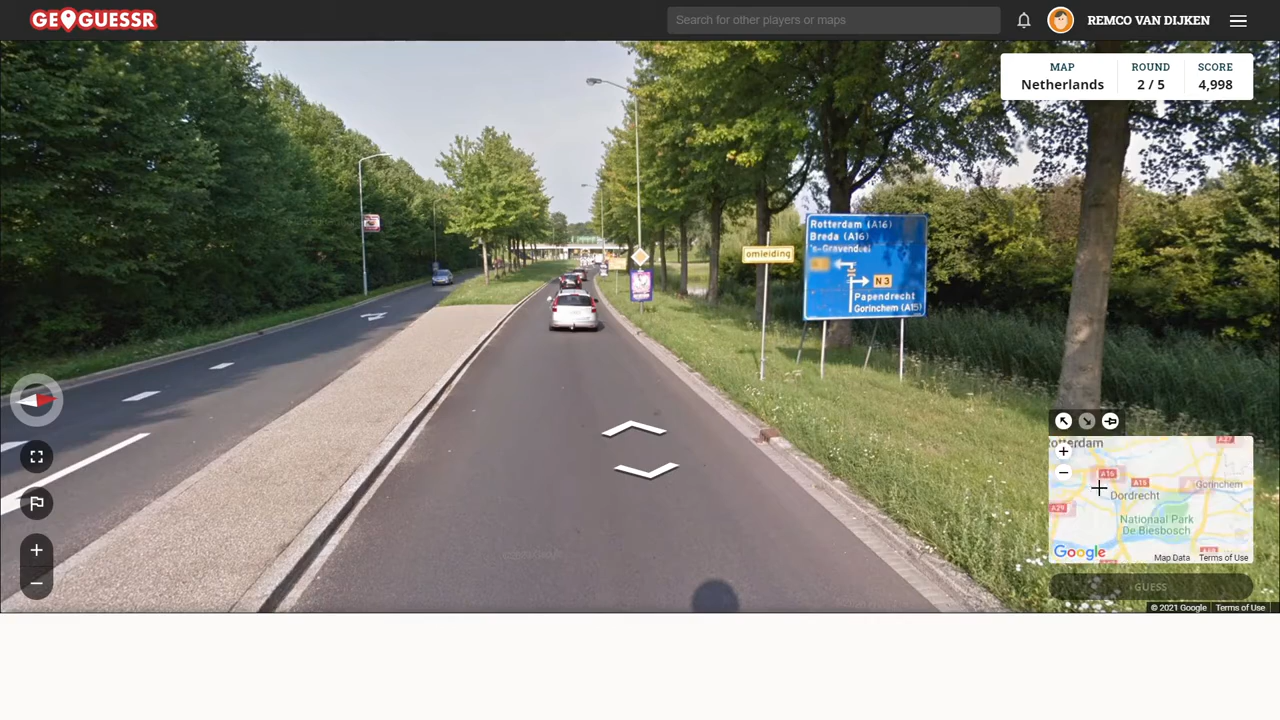 GEOGUESSR
Search for other players or maps
REMCO VAN DIJKEN
MAP
ROUND
SCORE
Netherlands
2 / 5
4,998
omleiding
Rotterdam (A16)
Breda (A16)
's-Gravendeel
N 3
Papendrecht
Gorinchem (A15)
A27
A16
A15
Gorinchem
Dordrecht
A29
Nationaal Park
De Biesbosch
Google
Map Data
Terms of Use
GUESS
© 2021 Google
Terms of Use